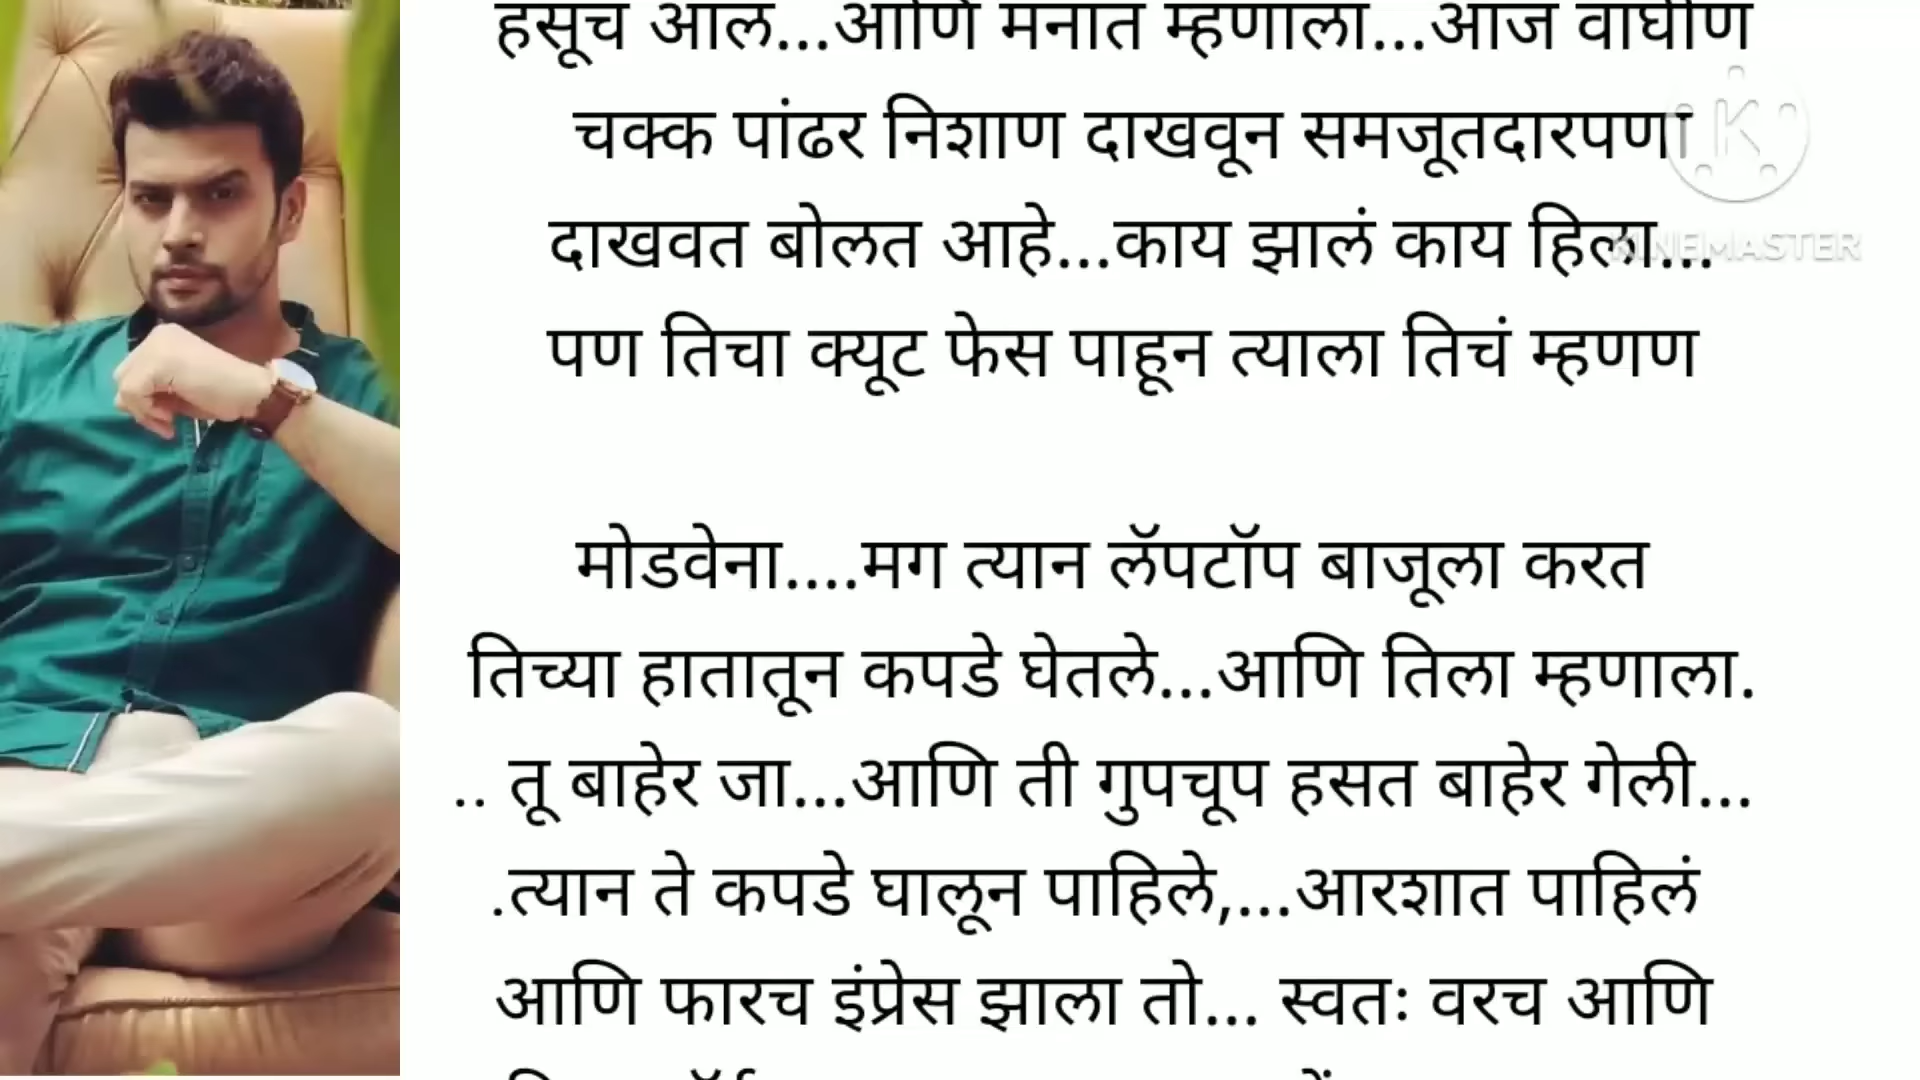 हसूच आलं...आणि मनात म्हणाला...आज वाघीण
चक्क पांढर निशाण दाखवून समजूतदारपणा
दाखवत बोलत आहे...काय झालं काय हिला...
पण तिचा क्यूट फेस पाहून त्याला तिचं म्हणण
मोडवेना....मग त्यान लॅपटॉप बाजूला करत
तिच्या हातातून कपडे घेतले...आणि तिला म्हणाला.
.. तू बाहेर जा...आणि ती गुपचूप हसत बाहेर गेली...
.त्यान ते कपडे घालून पाहिले,...आरशात पाहिलं
आणि फारच इंप्रेस झाला तो... स्वतः वरच आणि
K
KINEMASTER